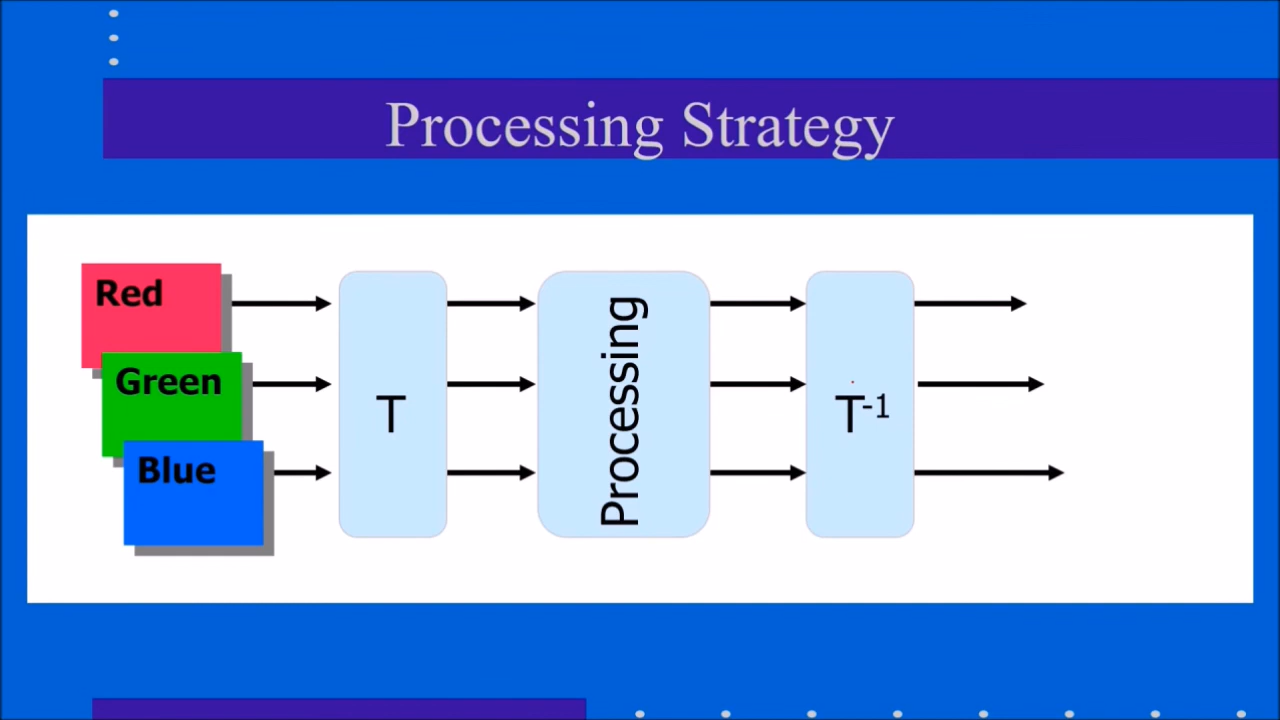 Processing Strategy
Red
Green
Blue
T
Processing
T-1